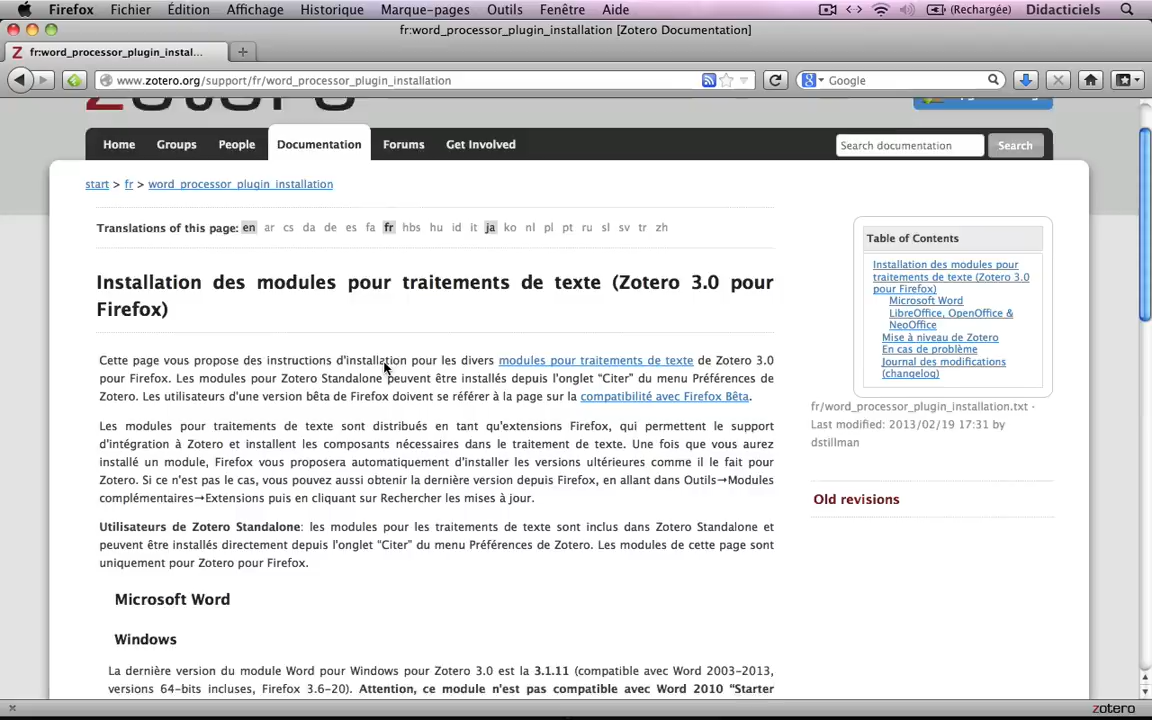 Firefox Fichier Édition Affichage Historique Marque-pages Outils Fenêtre Aide (Rechargée) Didacticiels
fr:word_processor_plugin_installation [Zotero Documentation]
Z fr:word_processor_plugin_instal...
www.zotero.org/support/fr/word_processor_plugin_installation Google
Home Groups People Documentation Forums Get Involved Search documentation Search
start > fr > word_processor_plugin_installation
Translations of this page: en ar cs da de es fa fr hbs hu id it ja ko nl pl pt ru sl sv tr zh
Installation des modules pour traitements de texte (Zotero 3.0 pour
Firefox)
Cette page vous propose des instructions d'installation pour les divers modules pour traitements de texte de Zotero 3.0
pour Firefox. Les modules pour Zotero Standalone peuvent être installés depuis l'onglet “Citer” du menu Préférences de
Zotero. Les utilisateurs d'une version bêta de Firefox doivent se référer à la page sur la compatibilité avec Firefox Bêta.
Les modules pour traitements de texte sont distribués en tant qu'extensions Firefox, qui permettent le support
d'intégration à Zotero et installent les composants nécessaires dans le traitement de texte. Une fois que vous aurez
installé un module, Firefox vous proposera automatiquement d'installer les versions ultérieures comme il le fait pour
Zotero. Si ce n'est pas le cas, vous pouvez aussi obtenir la dernière version depuis Firefox, en allant dans Outils→Modules
complémentaires→Extensions puis en cliquant sur Rechercher les mises à jour.
Utilisateurs de Zotero Standalone: les modules pour les traitements de texte sont inclus dans Zotero Standalone et
peuvent être installés directement depuis l'onglet “Citer” du menu Préférences de Zotero. Les modules de cette page sont
uniquement pour Zotero pour Firefox.
Microsoft Word
Windows
La dernière version du module Word pour Windows pour Zotero 3.0 est la 3.1.11 (compatible avec Word 2003-2013,
versions 64-bits incluses, Firefox 3.6-20). Attention, ce module n'est pas compatible avec Word 2010 “Starter
Table of Contents
Installation des modules pour
traitements de texte (Zotero 3.0
pour Firefox)
Microsoft Word
LibreOffice, OpenOffice &
NeoOffice
Mise à niveau de Zotero
En cas de problème
Journal des modifications
(changelog)
fr/word_processor_plugin_installation.txt ·
Last modified: 2013/02/19 17:31 by
dstillman
Old revisions
zotero